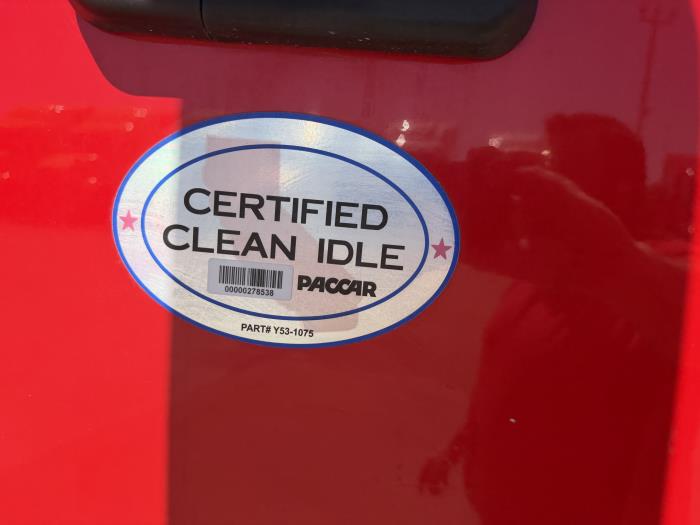 CERTIFIED
CLEAN IDLE
00000278538
PACCAR
PART# Y53-1075